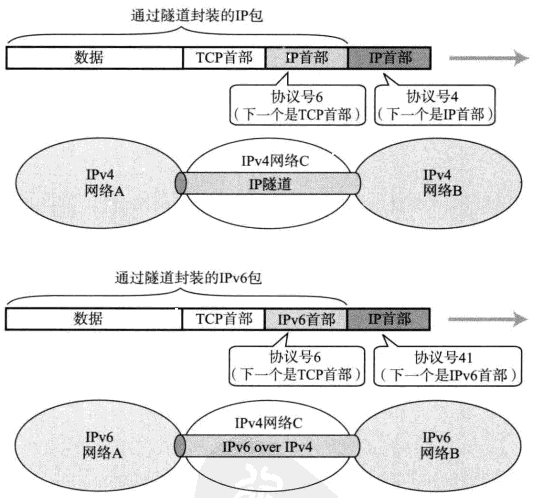 通过隧道封装的IP包
数据 TCP首部 IP首部 IP首部
协议号6 协议号4
（下一个是TCP首部） （下一个是IP首部）
IPv4网络C
IPv4 IPv4
网络A IP隧道 网络B
通过隧道封装的IPv6包
数据 TCP首部 IPv6首部 IP首部
协议号6 协议号41
（下一个是TCP首部） （下一个是IPv6首部）
IPv4网络C
IPv6 IPv6
网络A IPv6 over IPv4 网络B